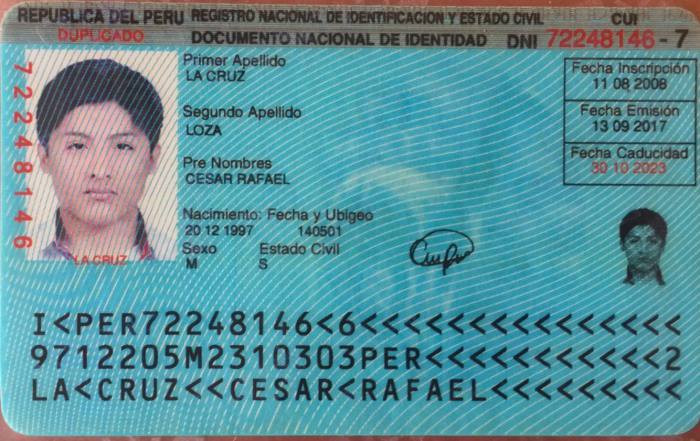 REPUBLICA DEL PERU REGISTRO NACIONAL DE IDENTIFICACION Y ESTADO CIVIL CUI
DUPLICADO DOCUMENTO NACIONAL DE IDENTIDAD DNI 72248146 - 7
72248146
Primer Apellido
LA CRUZ
Segundo Apellido
LOZA
Pre Nombres
CESAR RAFAEL
Nacimiento: Fecha y Ubigeo
20 12 1997 140501
Sexo Estado Civil
M S
Fecha Inscripción
11 08 2008
Fecha Emisión
13 09 2017
Fecha Caducidad
30 10 2023
LA CRUZ
I<PER72248146<6<<<<<<<<<<<<<<<
9712205M2310303PER<<<<<<<<<<<2
LA<CRUZ<<CESAR<RAFAEL<<<<<<<<<